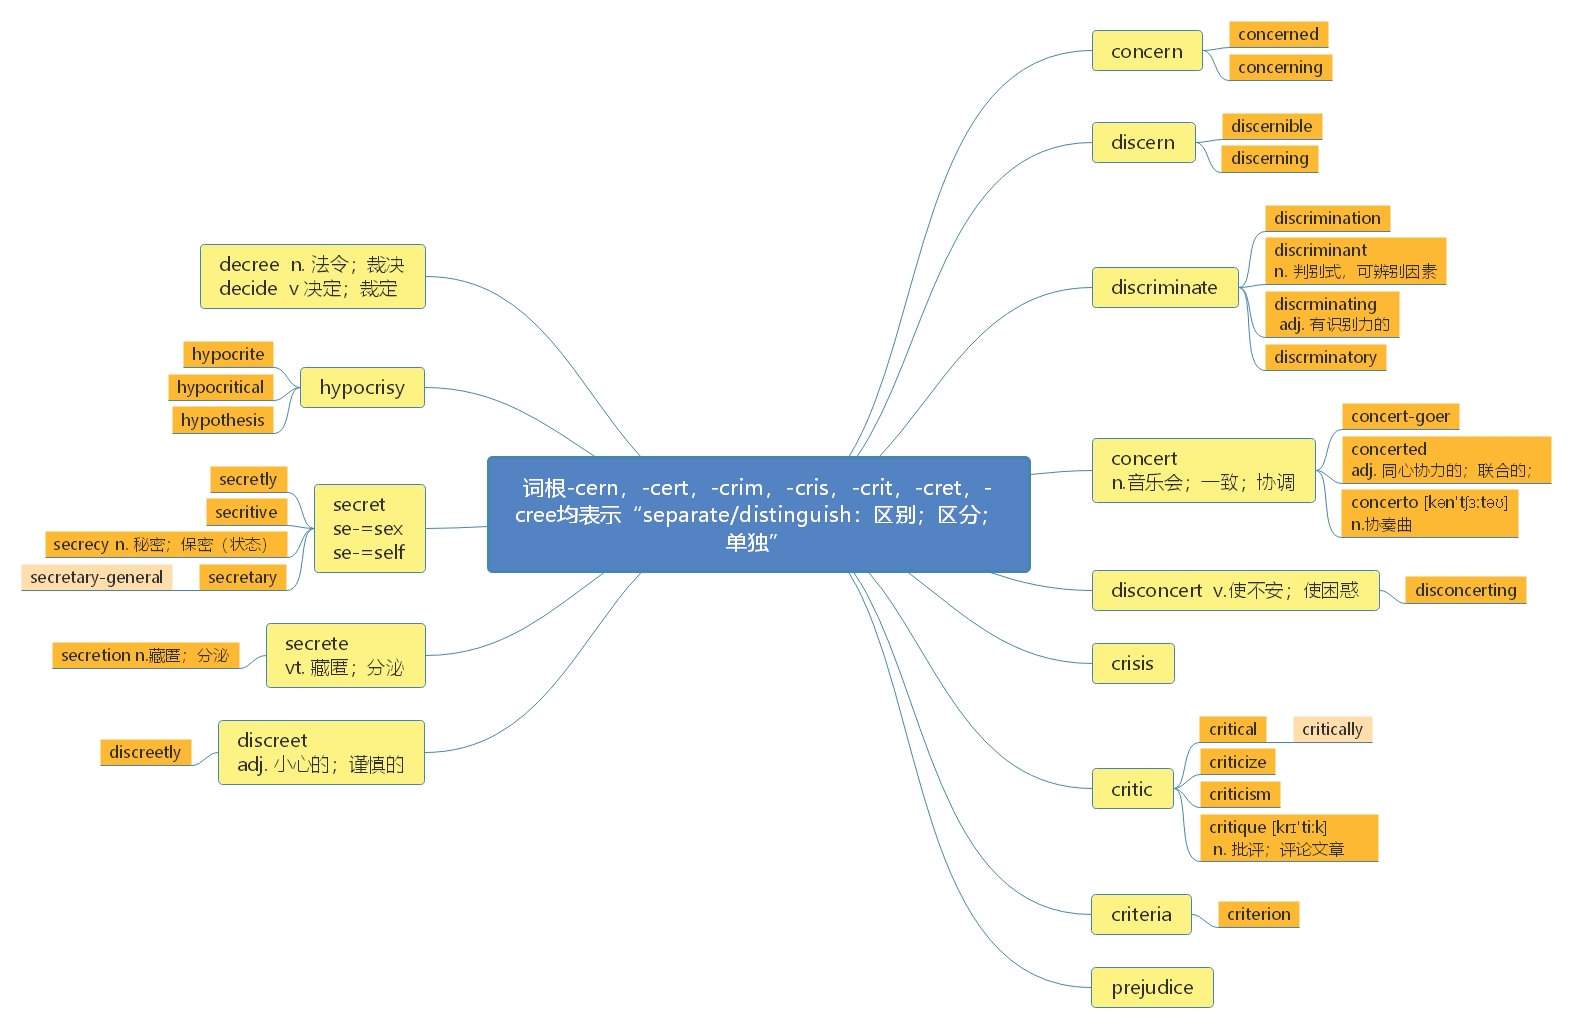 词根-cern，-cert，-crim，-cris，-crit，-cret，-
cree均表示“separate/distinguish：区别；区分；
单独”
concern
concerned
concerning
discern
discernible
discerning
discriminate
discrimination
discriminant
n. 判别式，可辨别因素
discrminating
adj. 有识别力的
discrminatory
concert
n.音乐会；一致；协调
concert-goer
concerted
adj. 同心协力的；联合的；
concerto [kən'tʃɜːtəʊ]
n.协奏曲
disconcert v.使不安；使困惑
disconcerting
crisis
critic
critical
critically
criticize
criticism
critique [krɪ'tiːk]
n. 批评；评论文章
criteria
criterion
prejudice
decree n. 法令；裁决
decide v 决定；裁定
hypocrisy
hypocrite
hypocritical
hypothesis
secret
se-=sex
se-=self
secretly
secritive
secrecy n. 秘密；保密（状态）
secretary
secretary-general
secrete
vt. 藏匿；分泌
secretion n.藏匿；分泌
discreet
adj. 小心的；谨慎的
discreetly